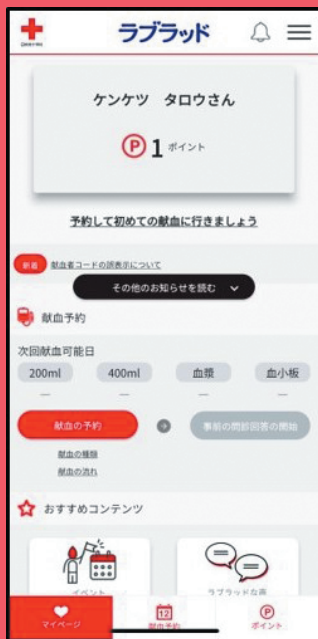 ラブラッド
ケンケツ タロウさん
P 1 ポイント
予約して初めての献血に行きましょう
新着 献血者コードの誤表示について
その他のお知らせを読む
献血予約
次回献血可能日
200ml 400ml 血漿 血小板
— — — —
献血の予約 事前の問診回答の開始
献血の種類
献血の流れ
おすすめコンテンツ
イベント ラブラッドな声
12 P
マイページ 献血予約 ポイント